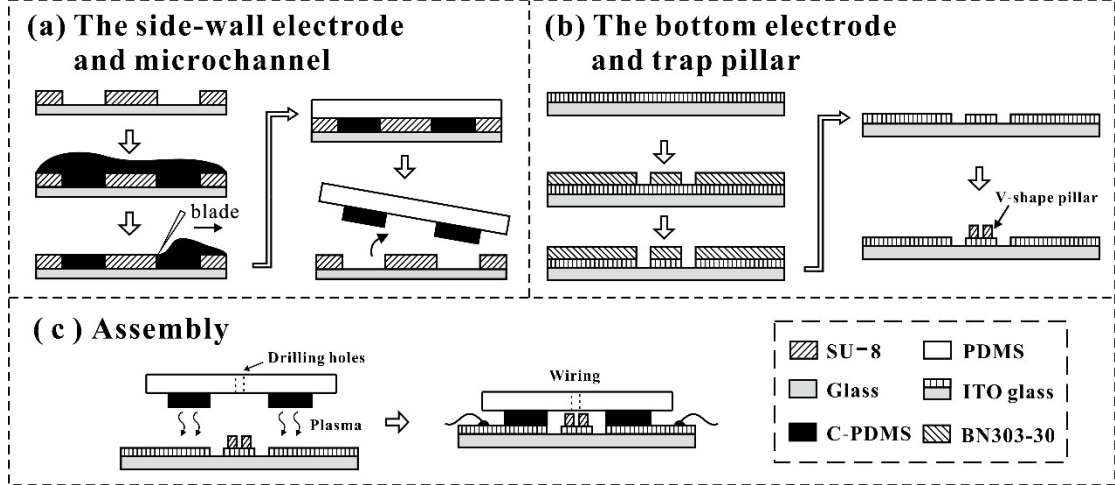 (a) The side-wall electrode
and microchannel
blade
(b) The bottom electrode
and trap pillar
V-shape pillar
( c ) Assembly
Drilling holes
Plasma
Wiring
SU-8
PDMS
Glass
ITO glass
C-PDMS
BN303-30